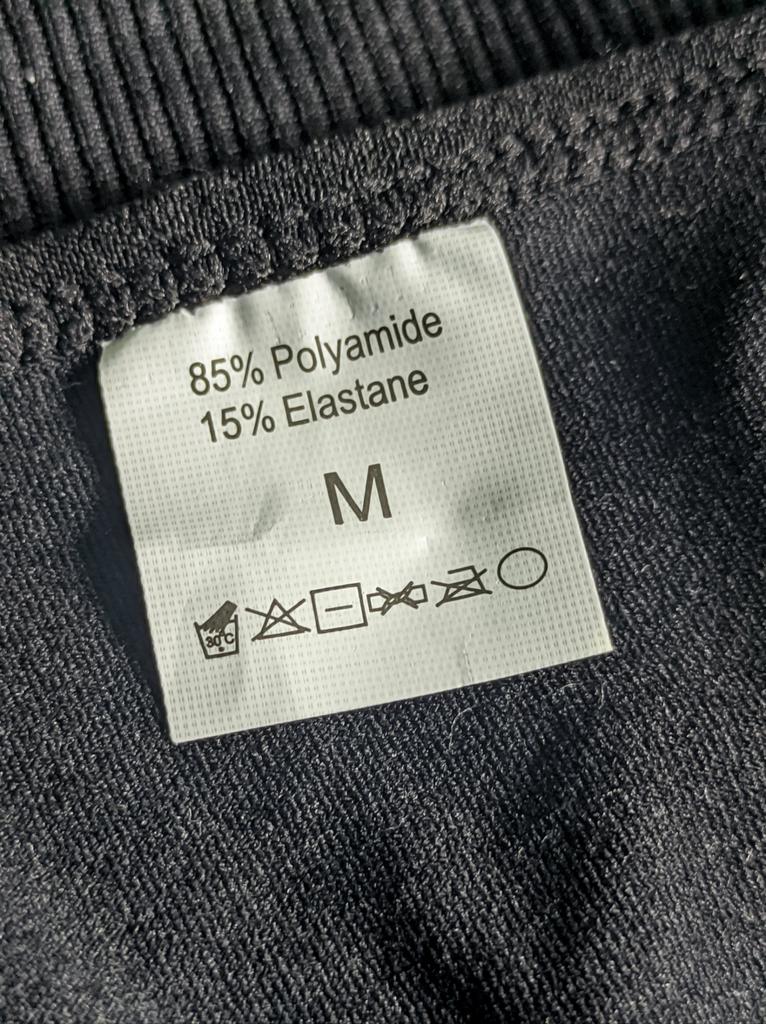 85% Polyamide
15% Elastane
M
30°C